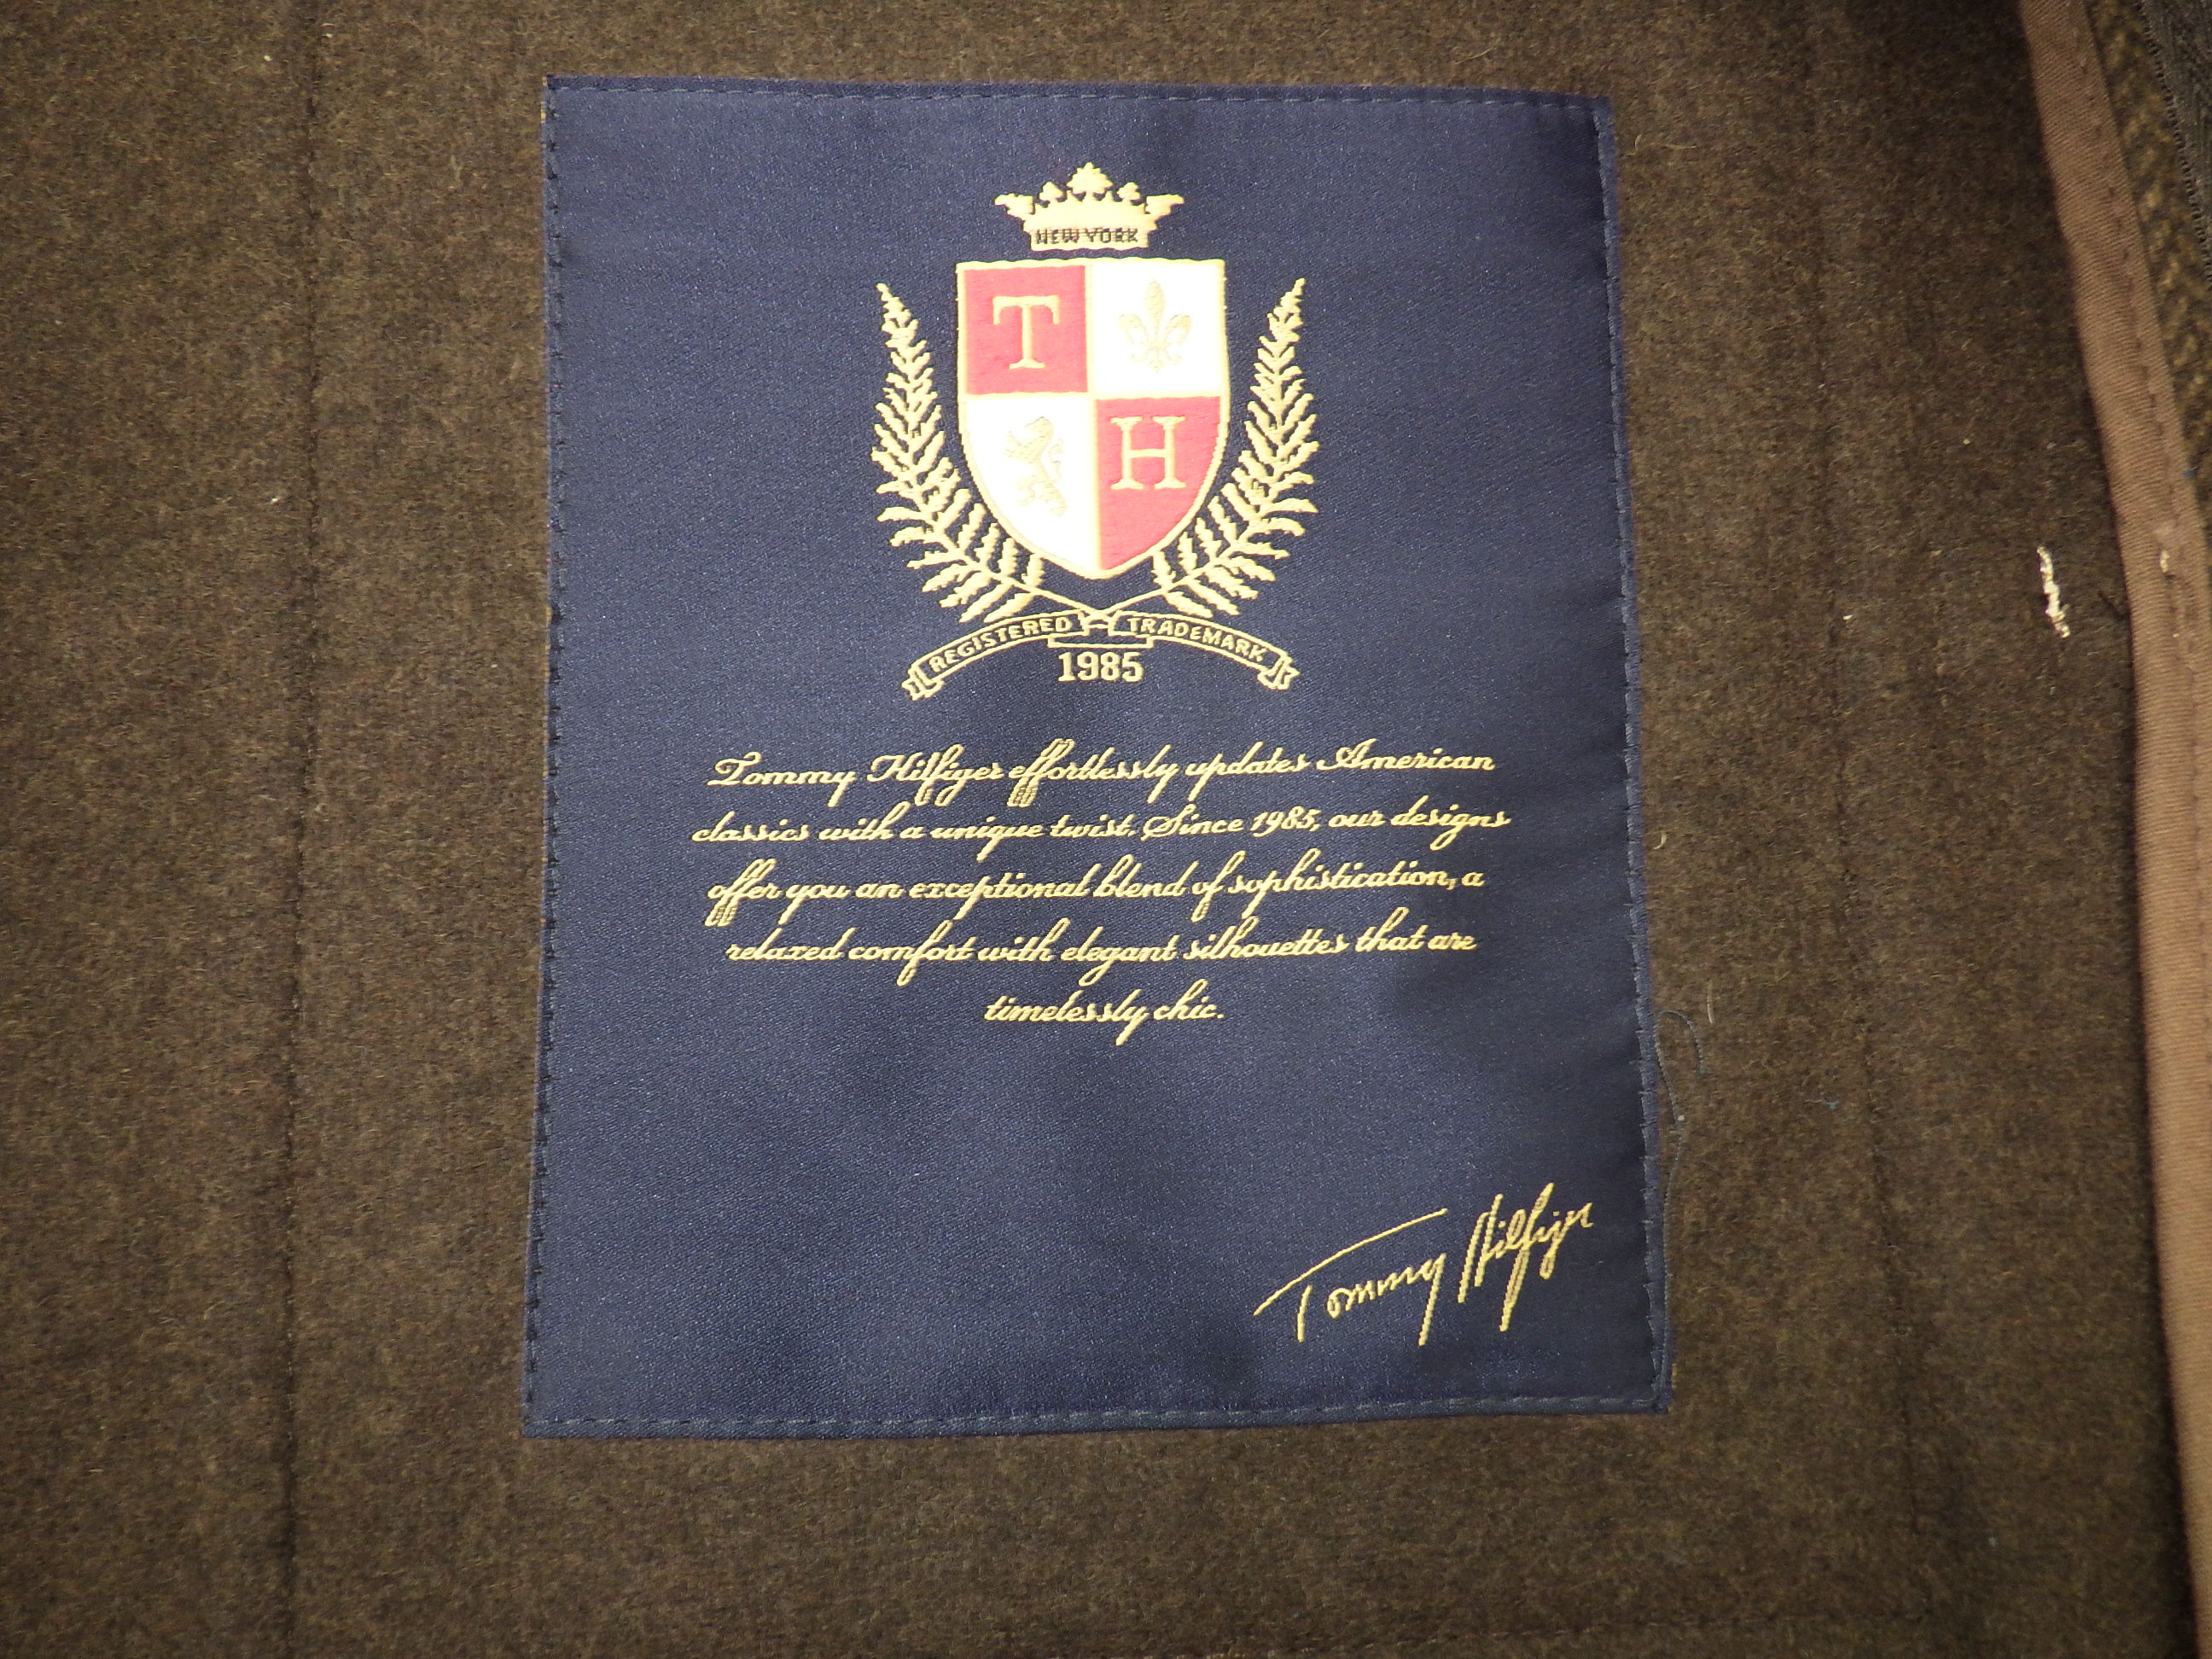 NEW YORK
T
H
REGISTERED TRADEMARK
1985
Tommy Hilfiger effortlessly updates American
classics with a unique twist. Since 1985, our designs
offer you an exceptional blend of sophistication, a
relaxed comfort with elegant silhouettes that are
timelessly chic.
Tommy Hilfiger